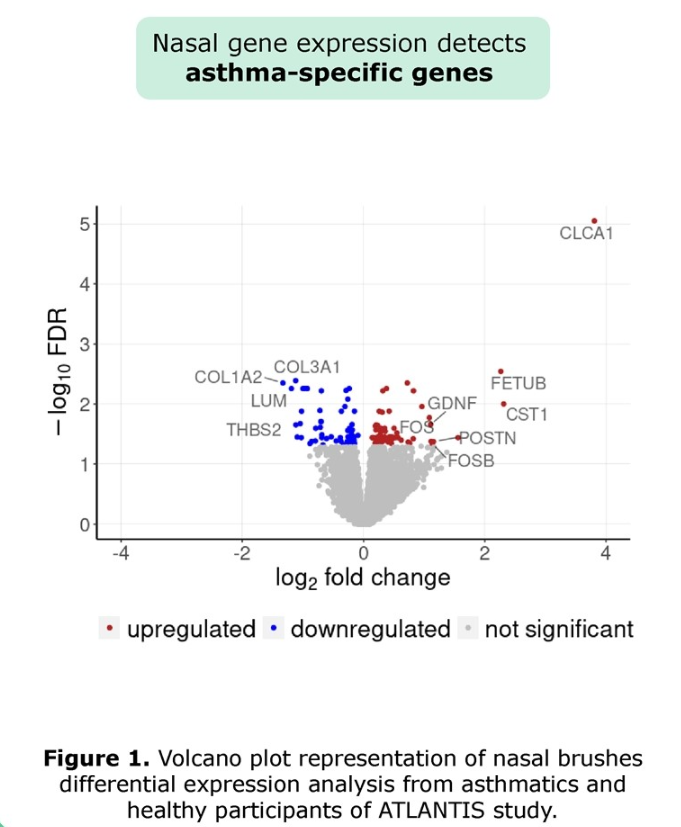 Nasal gene expression detects
asthma-specific genes
5
4
3
2
1
0
− log10 FDR
CLCA1
COL3A1
COL1A2
FETUB
LUM
GDNF
CST1
THBS2
FOS
POSTN
FOSB
-4 -2 0 2 4
log2 fold change
upregulated downregulated not significant
Figure 1. Volcano plot representation of nasal brushes
differential expression analysis from asthmatics and
healthy participants of ATLANTIS study.